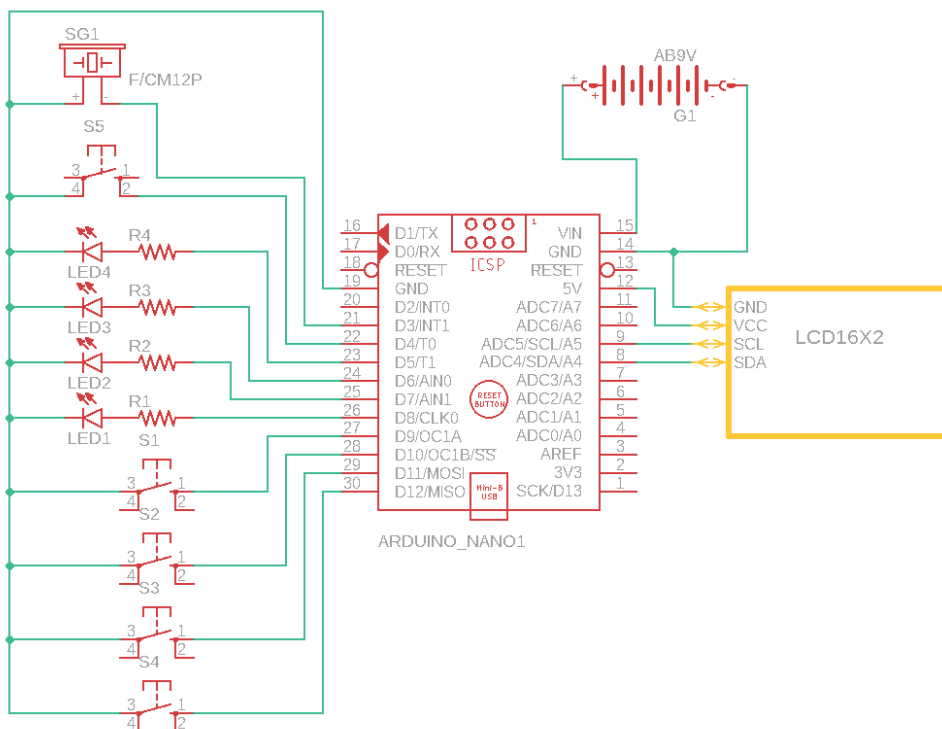 SG1
+ -
F/CM12P
S5
3 1
4 2
R4
LED4
R3
LED3
R2
LED2
R1
LED1
S1
3 1
4 2
S2
3 1
4 2
S3
3 1
4 2
S4
3 1
4 2
16 D1/TX
17 D0/RX
18 RESET
19 GND
20 D2/INT0
21 D3/INT1
22 D4/T0
23 D5/T1
24 D6/AIN0
25 D7/AIN1
26 D8/CLK0
27 D9/OC1A
28 D10/OC1B/SS
29 D11/MOSI
30 D12/MISO
1
ICSP
RESET
BUTTON
Mini-B
USB
VIN 15
GND 14
RESET 13
5V 12
ADC7/A7 11
ADC6/A6 10
ADC5/SCL/A5 9
ADC4/SDA/A4 8
ADC3/A3 7
ADC2/A2 6
ADC1/A1 5
ADC0/A0 4
AREF 3
3V3 2
SCK/D13 1
ARDUINO_NANO1
AB9V
+ -
+ -
G1
GND
VCC
SCL
SDA
LCD16X2